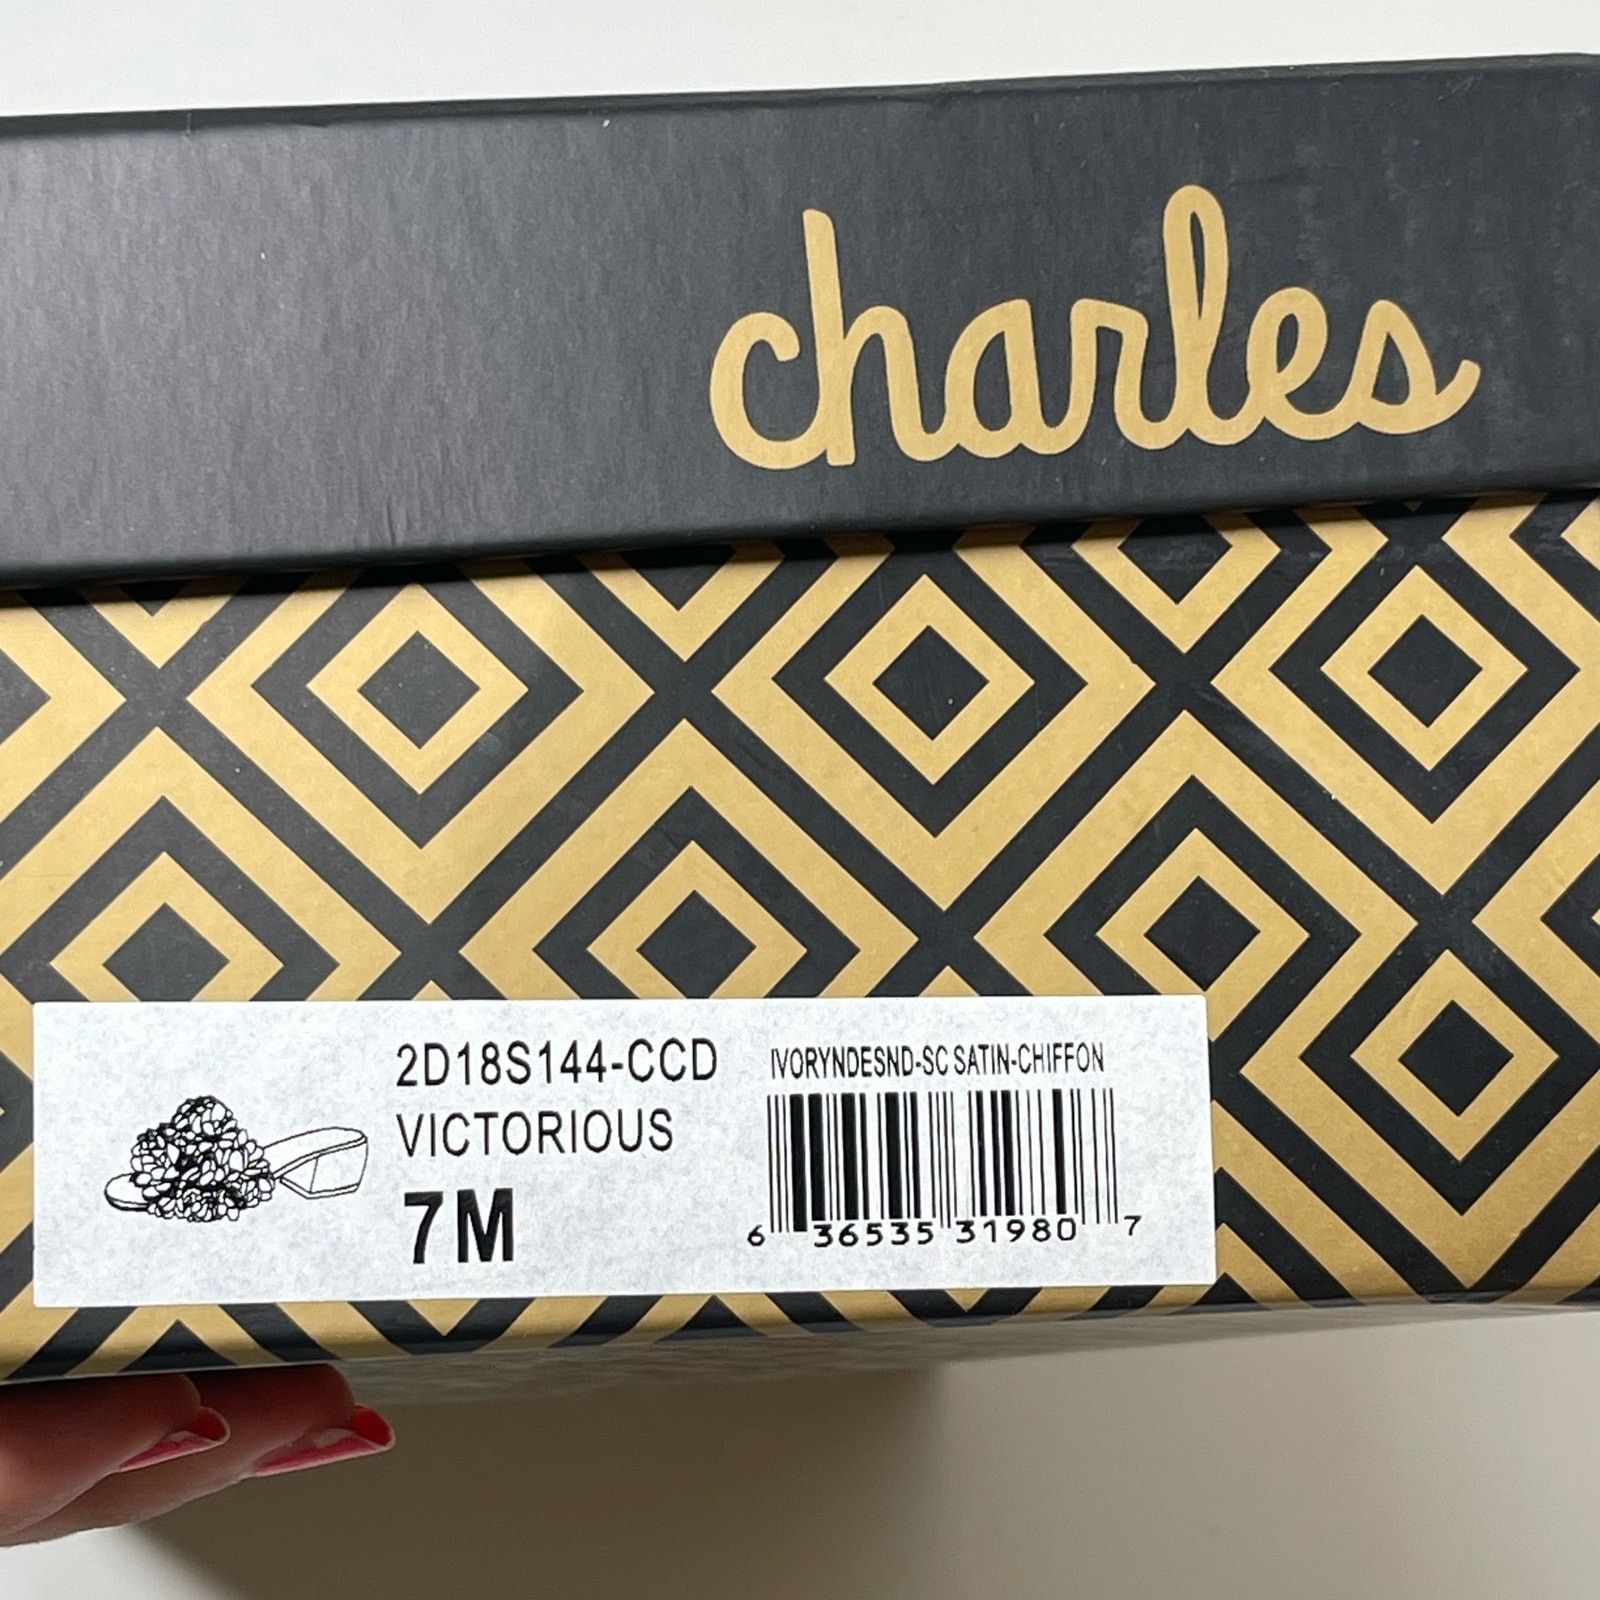 charles
2D18S144-CCD
VICTORIOUS
7M
IVORYNDESND-SC SATIN-CHIFFON
6 36535 31980 7